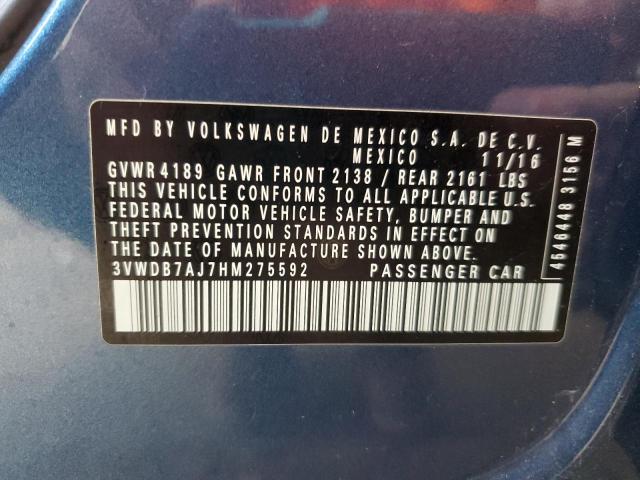 MFD BY VOLKSWAGEN DE MEXICO S.A. DE C.V.
MEXICO 11/16
GVWR 4189 GAWR FRONT 2138 / REAR 2161 LBS
THIS VEHICLE CONFORMS TO ALL APPLICABLE U.S.
FEDERAL MOTOR VEHICLE SAFETY, BUMPER AND
THEFT PREVENTION STANDARDS IN EFFECT ON
THE DATE OF MANUFACTURE SHOWN ABOVE.
3VWDB7AJ7HM275592 PASSENGER CAR
4546448 3156 M